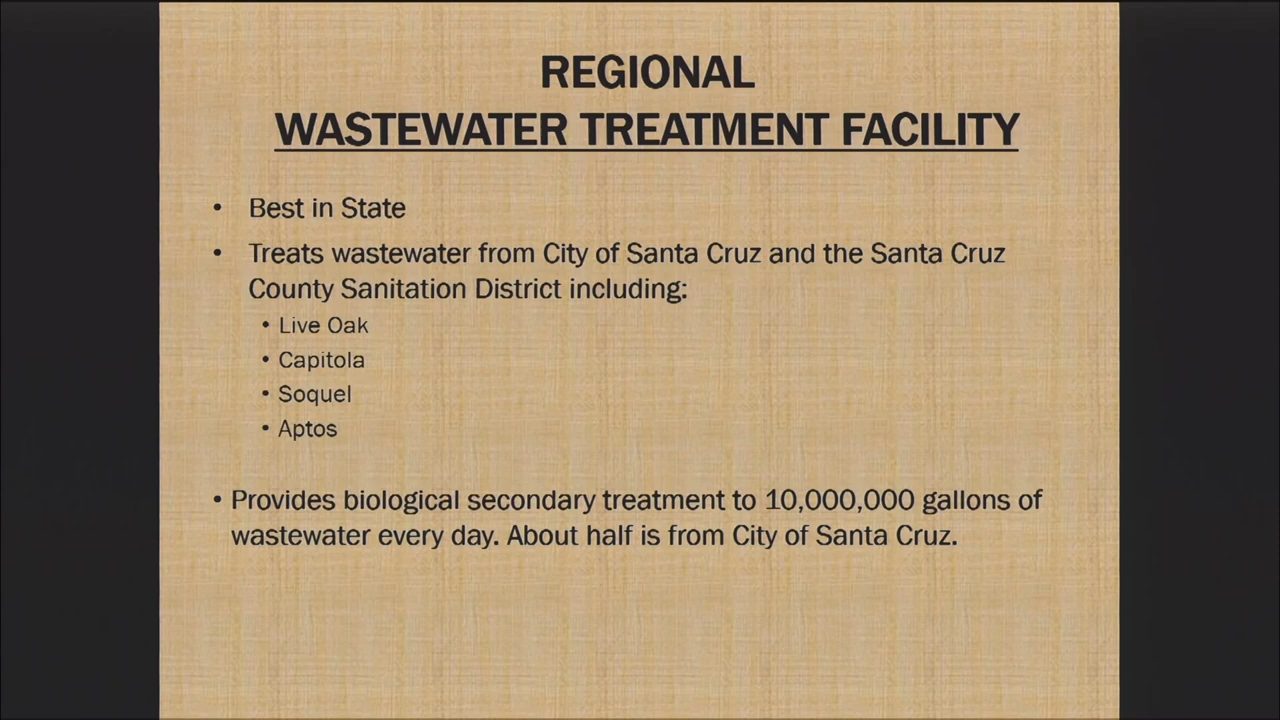 REGIONAL
WASTEWATER TREATMENT FACILITY
• Best in State
• Treats wastewater from City of Santa Cruz and the Santa Cruz
County Sanitation District including:
• Live Oak
• Capitola
• Soquel
• Aptos
• Provides biological secondary treatment to 10,000,000 gallons of
wastewater every day. About half is from City of Santa Cruz.